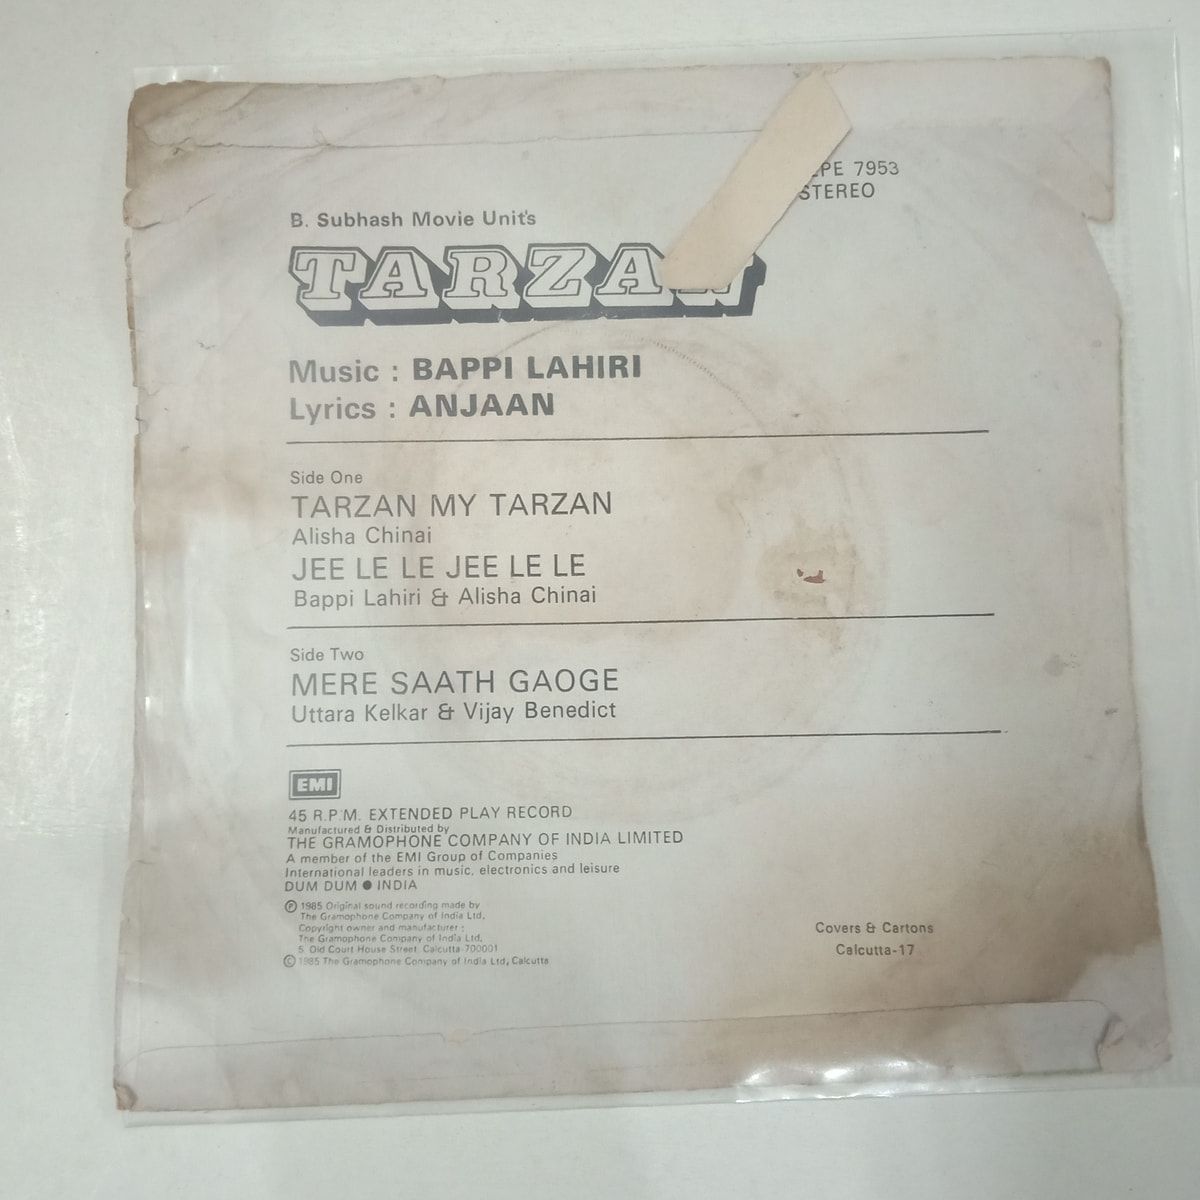 EPE 7953
STEREO
B. Subhash Movie Unit's
TARZAN
Music : BAPPI LAHIRI
Lyrics : ANJAAN
Side One
TARZAN MY TARZAN
Alisha Chinai
JEE LE LE JEE LE LE
Bappi Lahiri & Alisha Chinai
Side Two
MERE SAATH GAOGE
Uttara Kelkar & Vijay Benedict
EMI
45 R.P.M. EXTENDED PLAY RECORD
Manufactured & Distributed by
THE GRAMOPHONE COMPANY OF INDIA LIMITED
A member of the EMI Group of Companies
International leaders in music, electronics and leisure
DUM DUM ● INDIA
Ⓟ 1985 Original sound recording made by
The Gramophone Company of India Ltd.
Copyright owner and manufacturer :
The Gramophone Company of India Ltd.
5, Old Court House Street, Calcutta-700001
© 1985 The Gramophone Company of India Ltd, Calcutta
Covers & Cartons
Calcutta-17